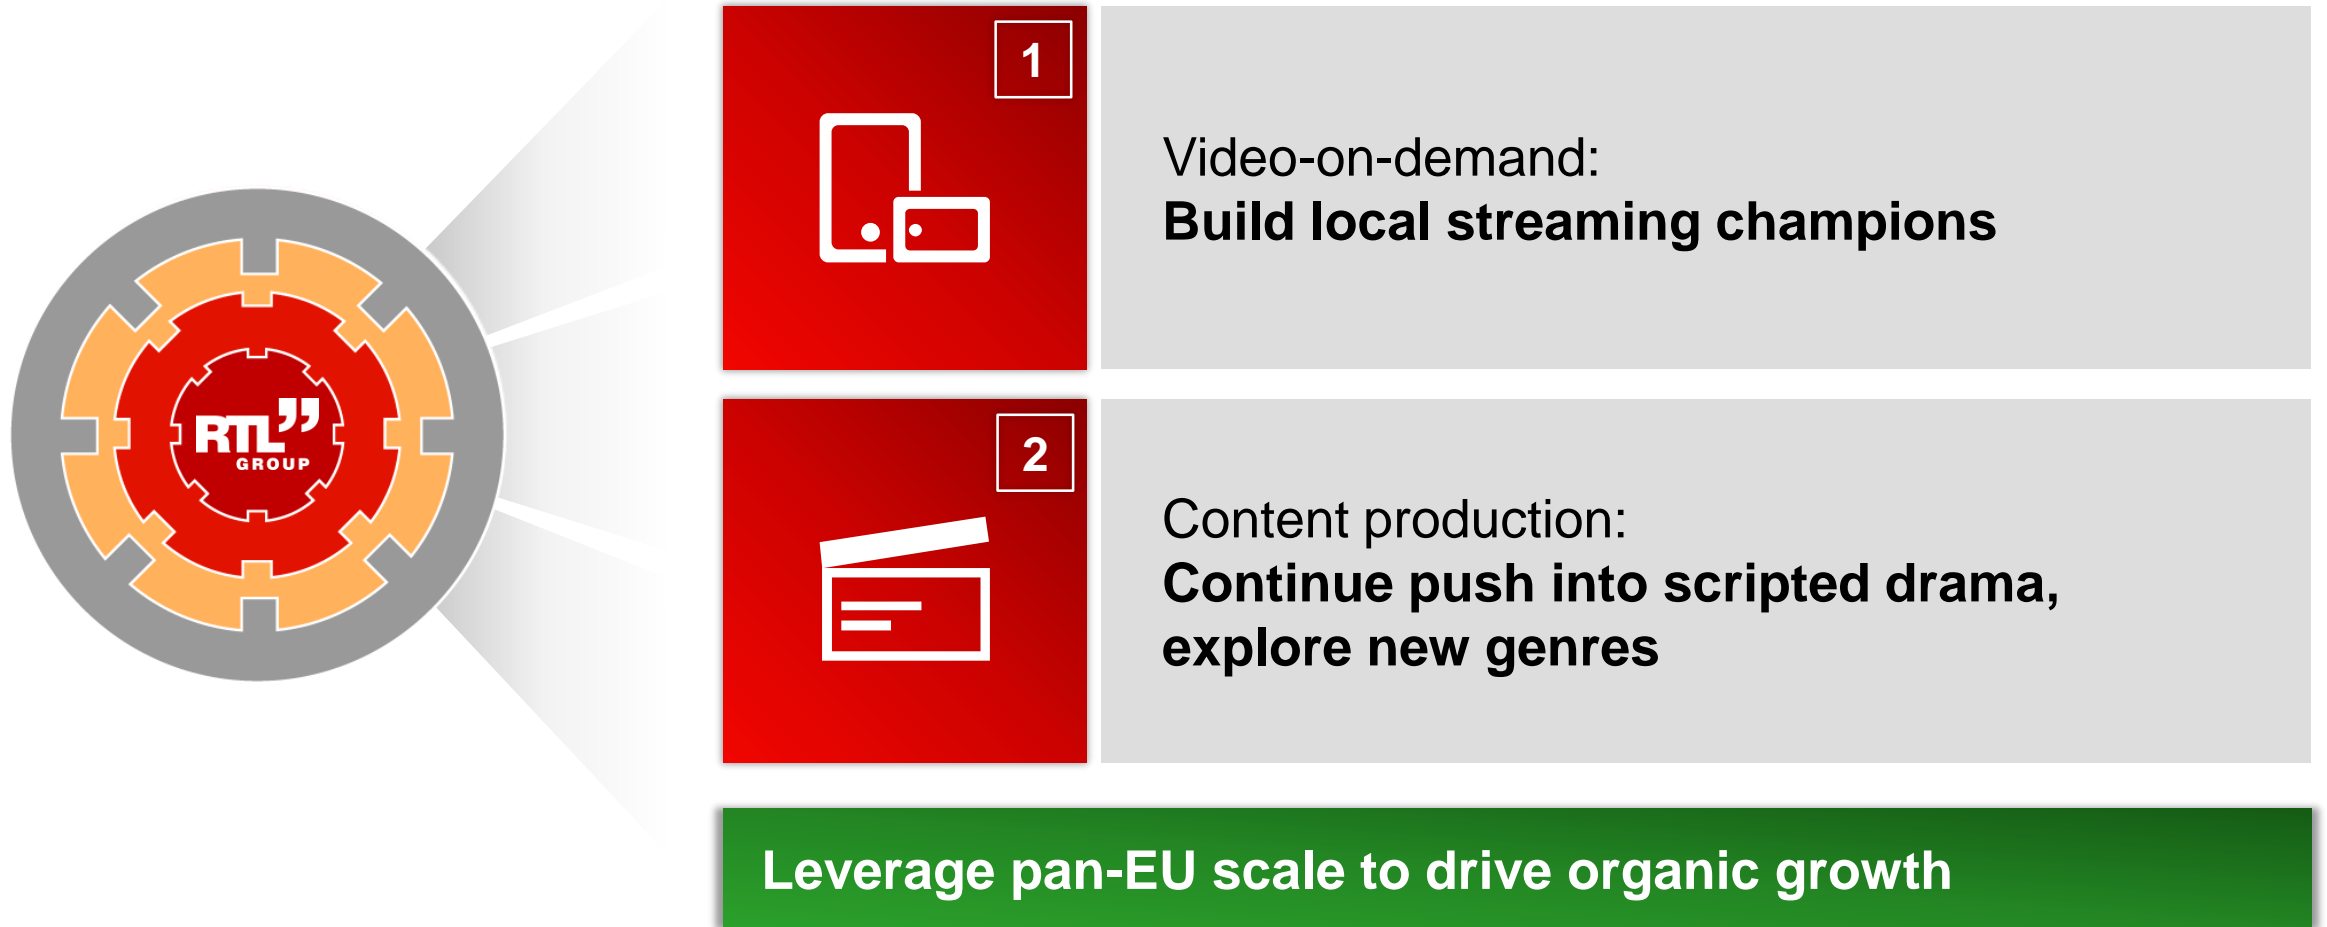 RTL
GROUP
1
Video-on-demand:
Build local streaming champions
2
Content production:
Continue push into scripted drama,
explore new genres
Leverage pan-EU scale to drive organic growth